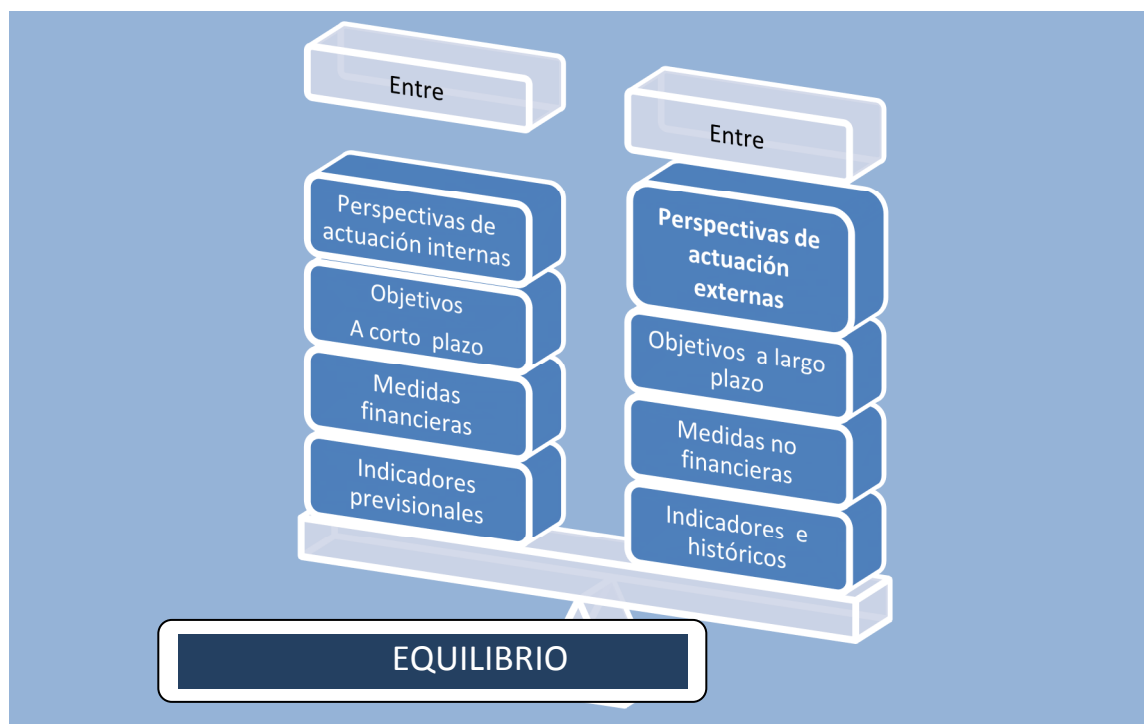 Entre
Perspectivas de
actuación internas
Objetivos
A corto plazo
Medidas
financieras
Indicadores
previsionales
Entre
Perspectivas de
actuación
externas
Objetivos a largo
plazo
Medidas no
financieras
Indicadores e
históricos
EQUILIBRIO